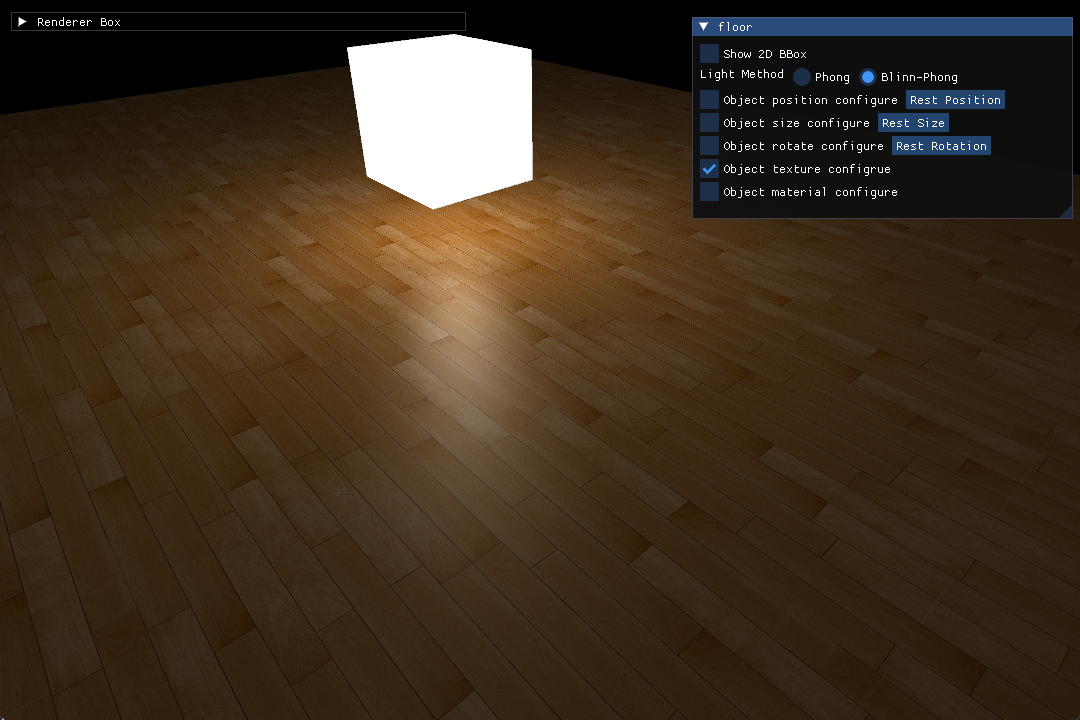 Renderer Box
floor
Show 2D BBox
Light Method Phong Blinn-Phong
Object position configure Rest Position
Object size configure Rest Size
Object rotate configure Rest Rotation
Object texture configrue
Object material configure